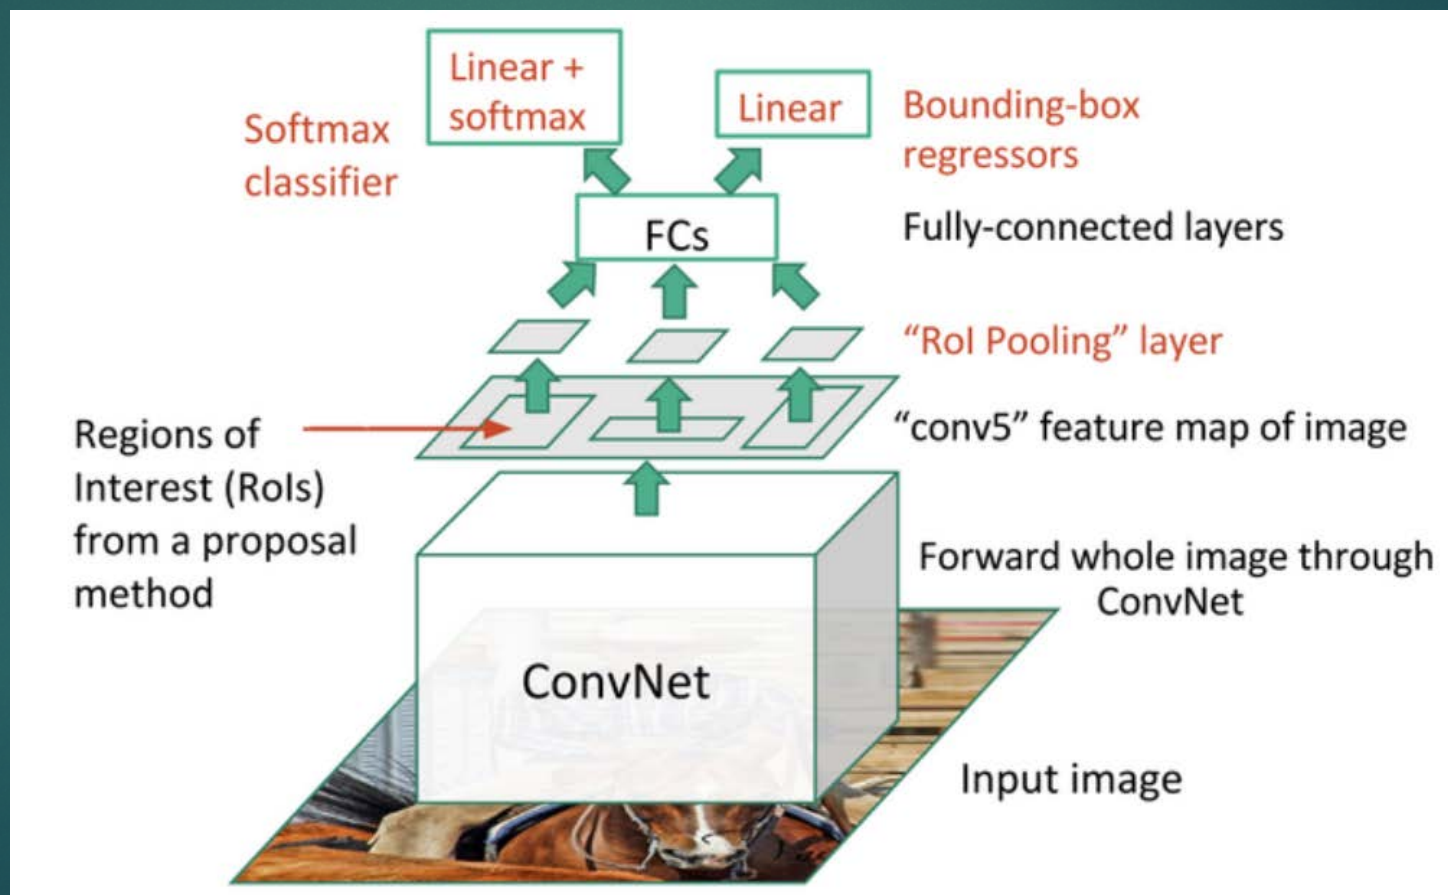 Linear +
softmax
Linear
Softmax
classifier
Bounding-box
regressors
FCs
Fully-connected layers
“RoI Pooling” layer
Regions of
Interest (RoIs)
from a proposal
method
“conv5” feature map of image
Forward whole image through
ConvNet
ConvNet
Input image